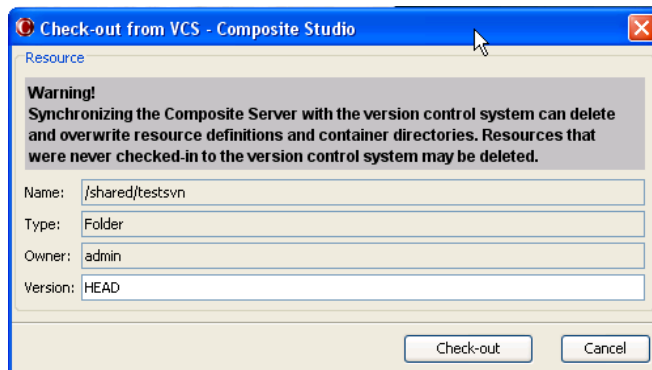 Check-out from VCS - Composite Studio
Resource
Warning!
Synchronizing the Composite Server with the version control system can delete
and overwrite resource definitions and container directories. Resources that
were never checked-in to the version control system may be deleted.
Name: /shared/testsvn
Type: Folder
Owner: admin
Version: HEAD
Check-out Cancel